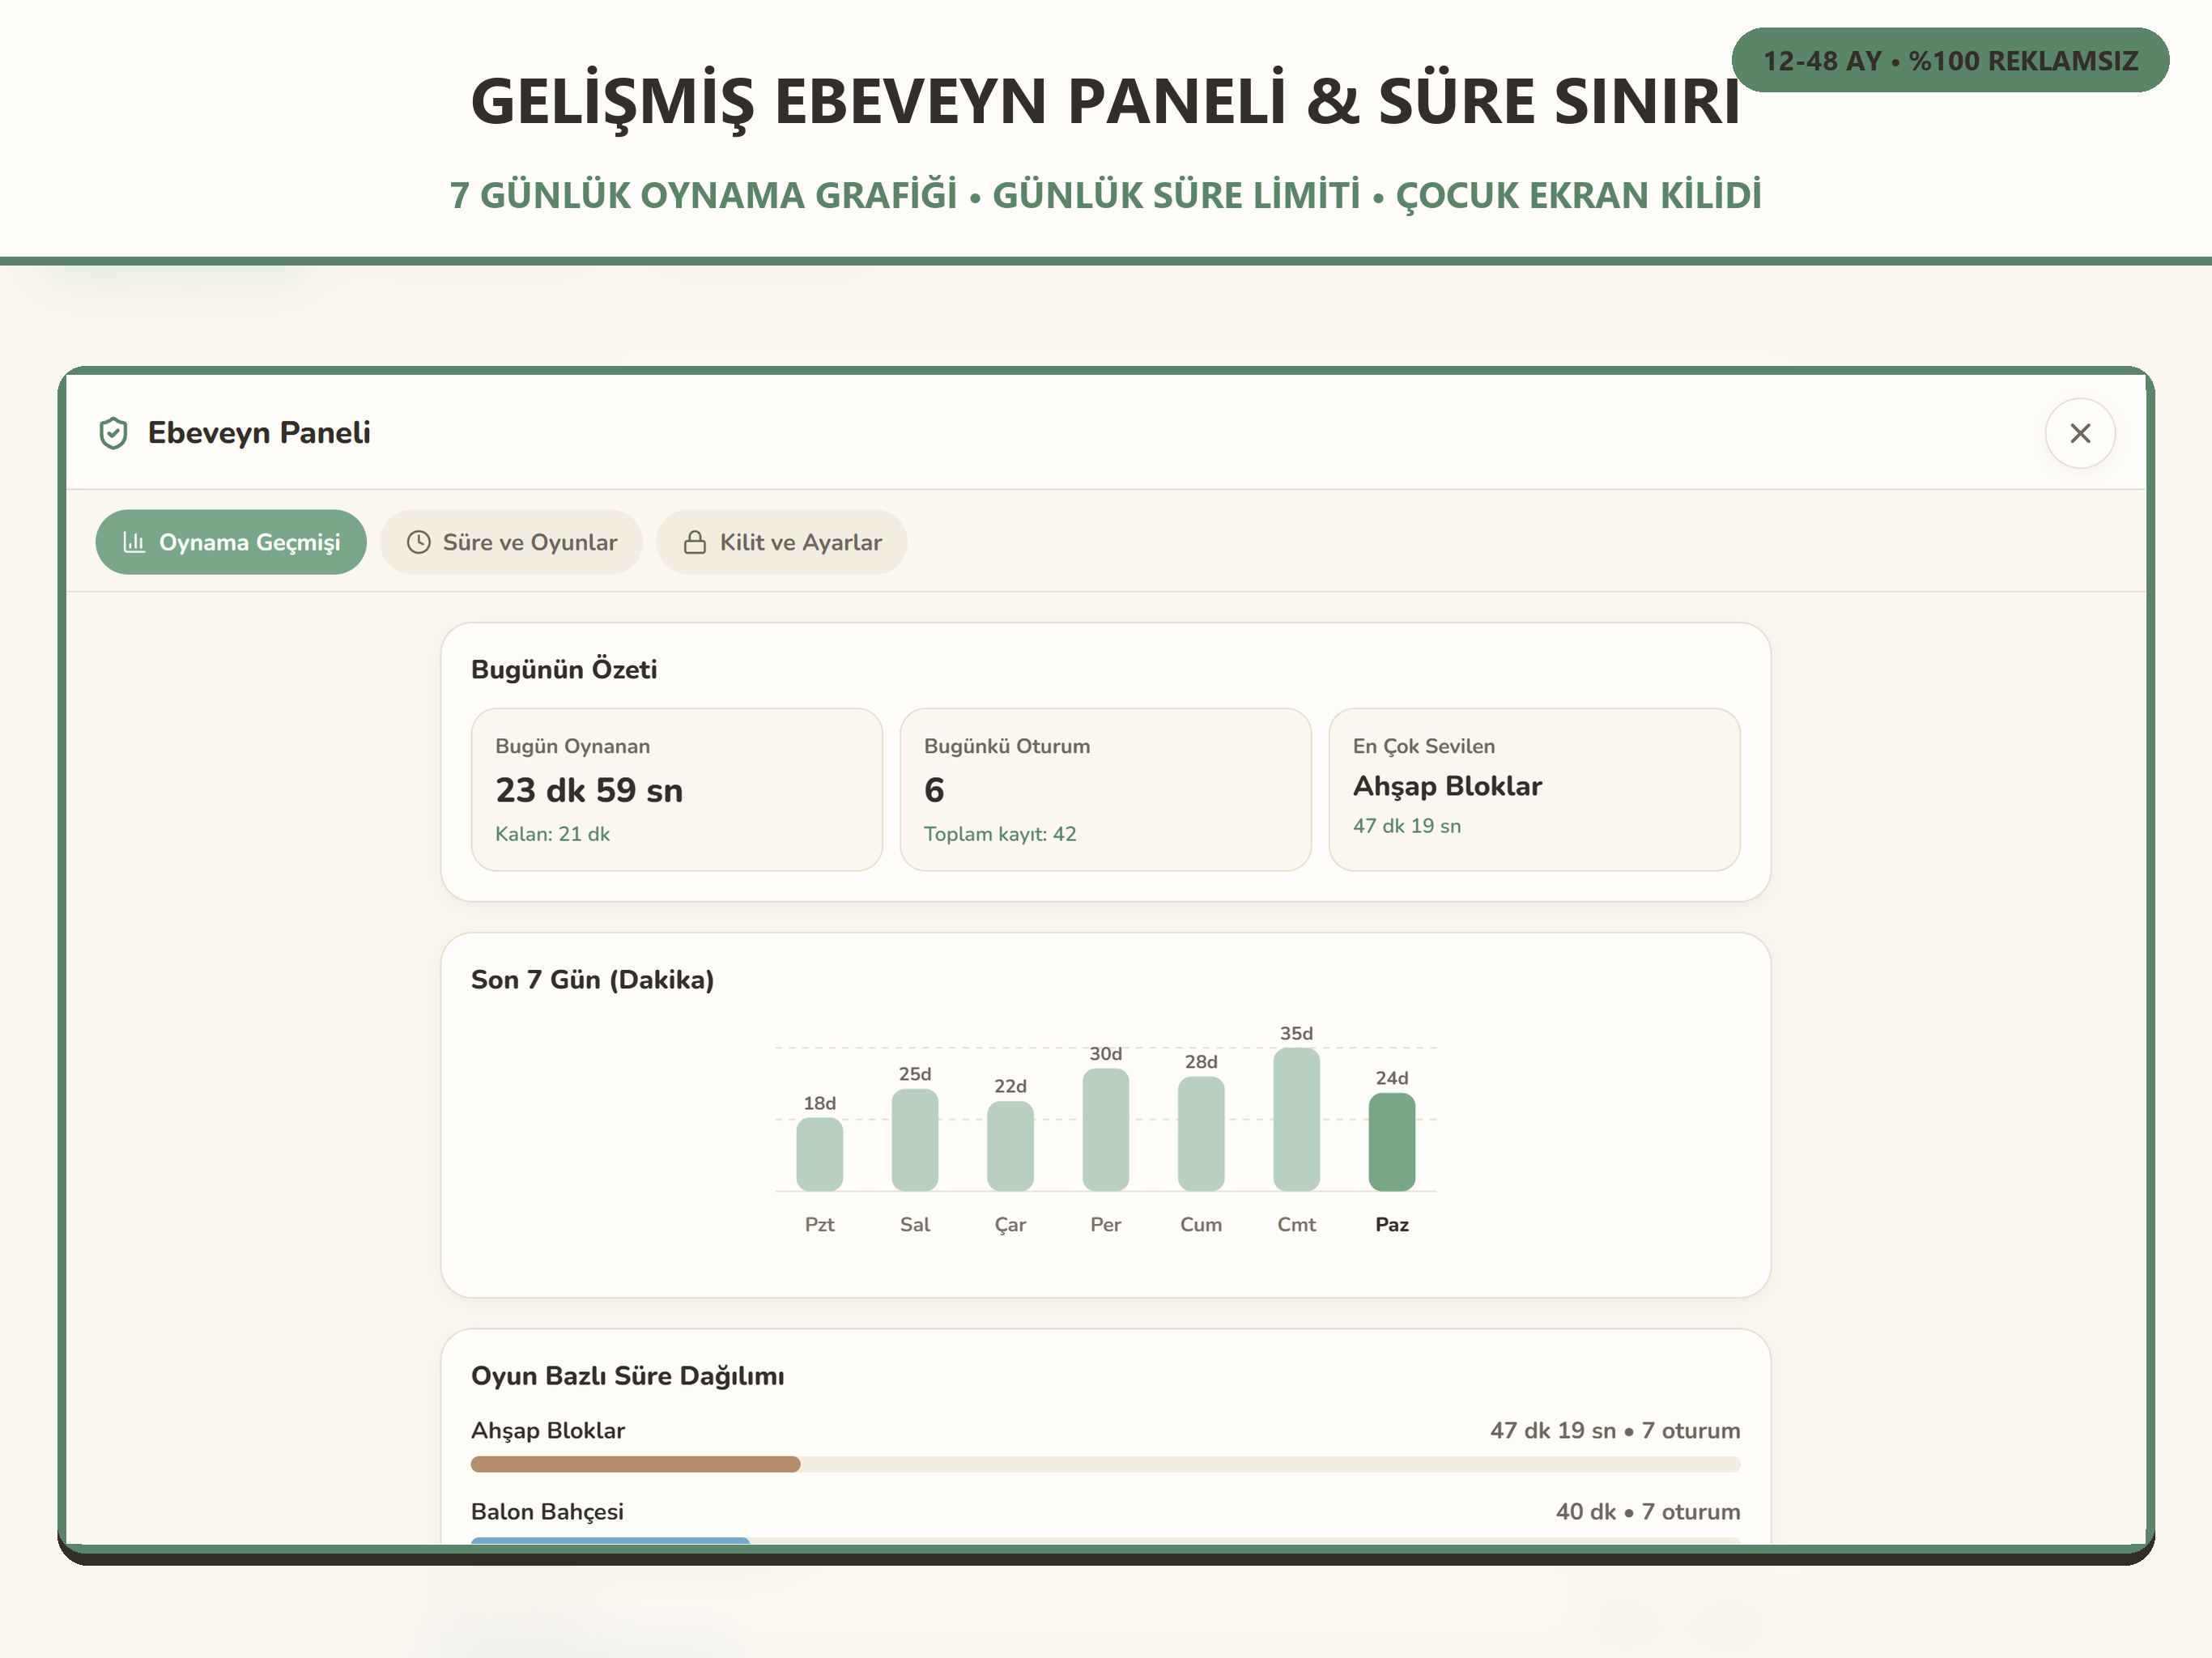 12-48 AY • %100 REKLAMSIZ
GELİŞMİŞ EBEVEYN PANELİ & SÜRE SINIRI
7 GÜNLÜK OYNAMA GRAFİĞİ • GÜNLÜK SÜRE LİMİTİ • ÇOCUK EKRAN KİLİDİ
Ebeveyn Paneli
Oynama Geçmişi Süre ve Oyunlar Kilit ve Ayarlar
Bugünün Özeti
Bugün Oynanan
23 dk 59 sn
Kalan: 21 dk
Bugünkü Oturum
6
Toplam kayıt: 42
En Çok Sevilen
Ahşap Bloklar
47 dk 19 sn
Son 7 Gün (Dakika)
18d 25d 22d 30d 28d 35d 24d
Pzt Sal Çar Per Cum Cmt Paz
Oyun Bazlı Süre Dağılımı
Ahşap Bloklar 47 dk 19 sn • 7 oturum
Balon Bahçesi 40 dk • 7 oturum